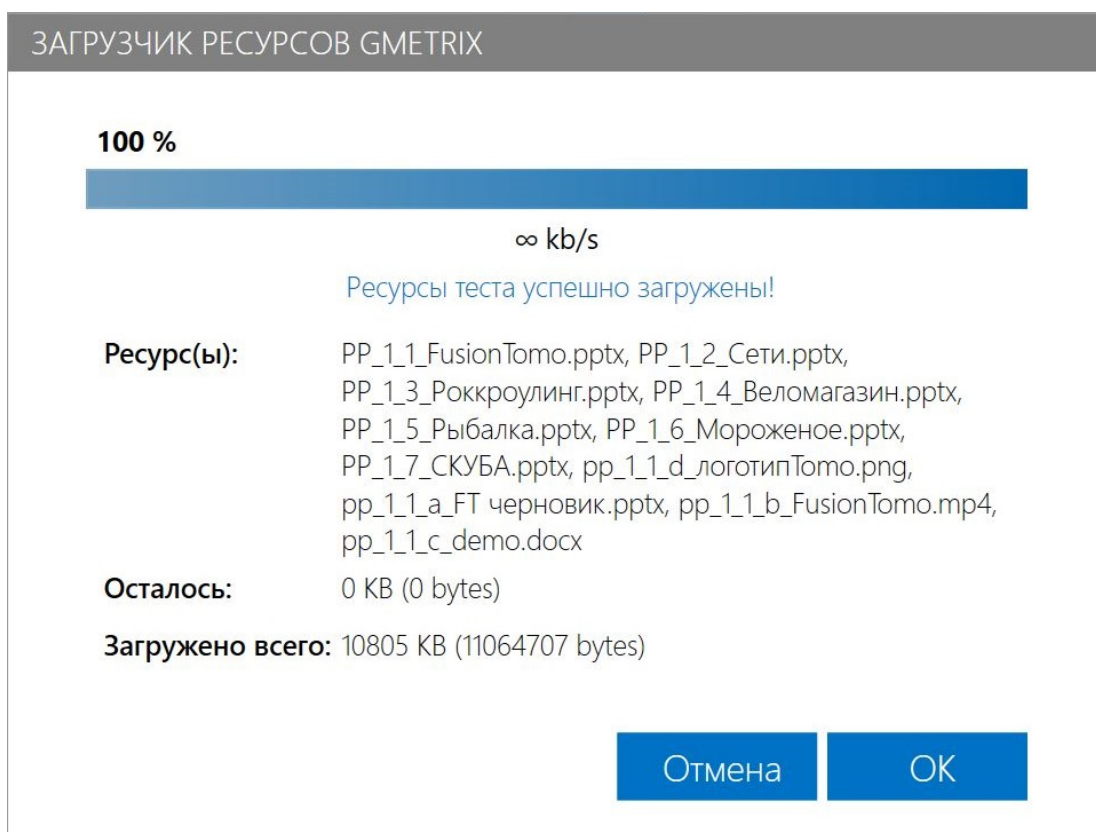 ЗАГРУЗЧИК РЕСУРСОВ GMETRIX
100 %
∞ kb/s
Ресурсы теста успешно загружены!
Ресурс(ы): PP_1_1_FusionTomo.pptx, PP_1_2_Сети.pptx,
PP_1_3_Роккроулинг.pptx, PP_1_4_Веломагазин.pptx,
PP_1_5_Рыбалка.pptx, PP_1_6_Мороженое.pptx,
PP_1_7_СКУБА.pptx, pp_1_1_d_логотипTomo.png,
pp_1_1_a_FT черновик.pptx, pp_1_1_b_FusionTomo.mp4,
pp_1_1_c_demo.docx
Осталось: 0 KB (0 bytes)
Загружено всего: 10805 KB (11064707 bytes)
Отмена OK